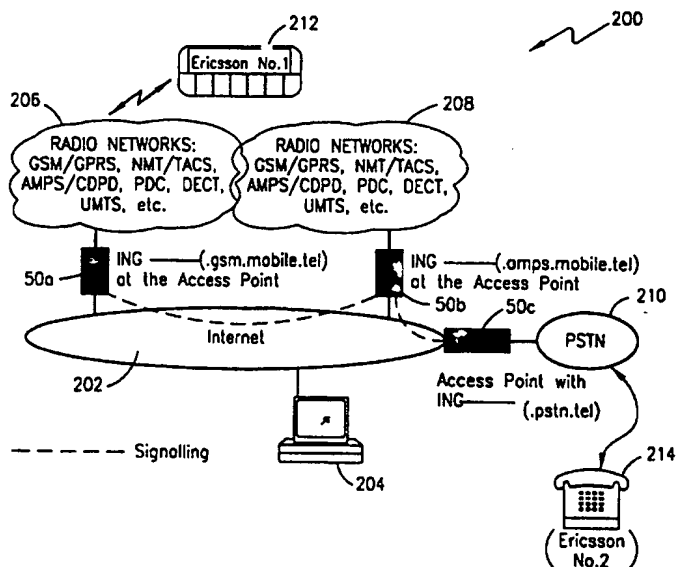 212
200
Ericsson No.1
206
208
RADIO NETWORKS:
GSM/GPRS, NMT/TACS,
AMPS/CDPD, PDC, DECT,
UMTS, etc.
RADIO NETWORKS:
GSM/GPRS, NMT/TACS,
AMPS/CDPD, PDC, DECT,
UMTS, etc.
50a
ING (.gsm.mobile.tel)
at the Access Point
ING (.amps.mobile.tel)
at the Access Point
50b
50c
210
Internet
PSTN
202
Access Point with
ING (.pstn.tel)
Signalling
204
214
Ericsson
No.2